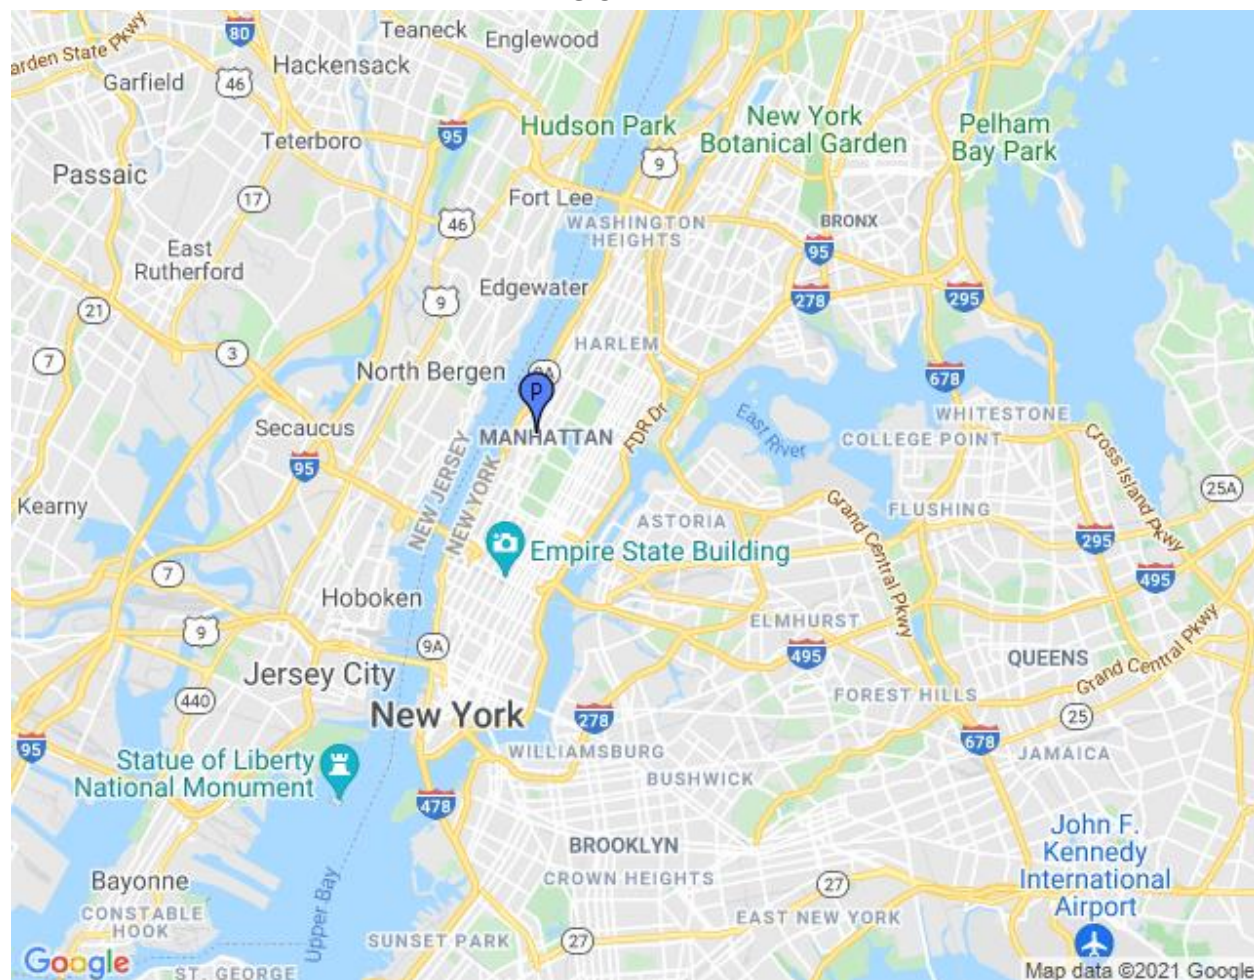 Garden State Pkwy
80
Teaneck
Englewood
Hackensack
Garfield
46
95
Hudson Park
New York
Botanical Garden
Pelham
Bay Park
Teterboro
9
Passaic
17
Fort Lee
46
WASHINGTON
HEIGHTS
BRONX
95
East
Rutherford
Edgewater
9
278
295
21
3
7
HARLEM
North Bergen
9A
P
678
Secaucus
MANHATTAN
FDR Dr
East River
WHITESTONE
COLLEGE POINT
Cross Island Pkwy
95
NEW JERSEY
NEW YORK
Kearny
25A
ASTORIA
Grand Central Pkwy
FLUSHING
295
Empire State Building
7
495
Hoboken
9
9A
ELMHURST
495
QUEENS
Grand Central Pkwy
Jersey City
440
New York
278
FOREST HILLS
25
678
95
Statue of Liberty
National Monument
WILLIAMSBURG
JAMAICA
BUSHWICK
478
John F.
Kennedy
International
Airport
BROOKLYN
Bayonne
CROWN HEIGHTS
27
CONSTABLE
HOOK
Upper Bay
EAST NEW YORK
SUNSET PARK
27
Google
ST. GEORGE
Map data ©2021 Google